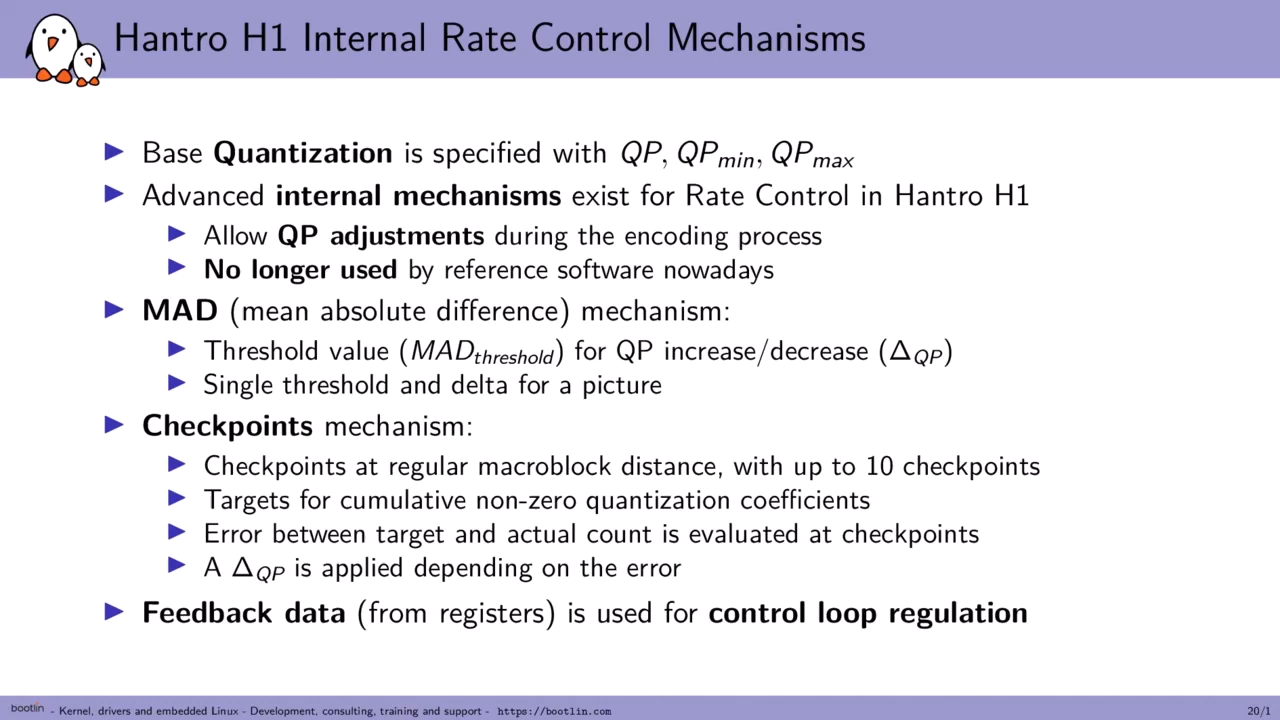 Hantro H1 Internal Rate Control Mechanisms
▶ Base Quantization is specified with QP, QPmin, QPmax
▶ Advanced internal mechanisms exist for Rate Control in Hantro H1
▶ Allow QP adjustments during the encoding process
▶ No longer used by reference software nowadays
▶ MAD (mean absolute difference) mechanism:
▶ Threshold value (MADthreshold) for QP increase/decrease (ΔQP)
▶ Single threshold and delta for a picture
▶ Checkpoints mechanism:
▶ Checkpoints at regular macroblock distance, with up to 10 checkpoints
▶ Targets for cumulative non-zero quantization coefficients
▶ Error between target and actual count is evaluated at checkpoints
▶ A ΔQP is applied depending on the error
▶ Feedback data (from registers) is used for control loop regulation
bootlin - Kernel, drivers and embedded Linux - Development, consulting, training and support - https://bootlin.com 20/1